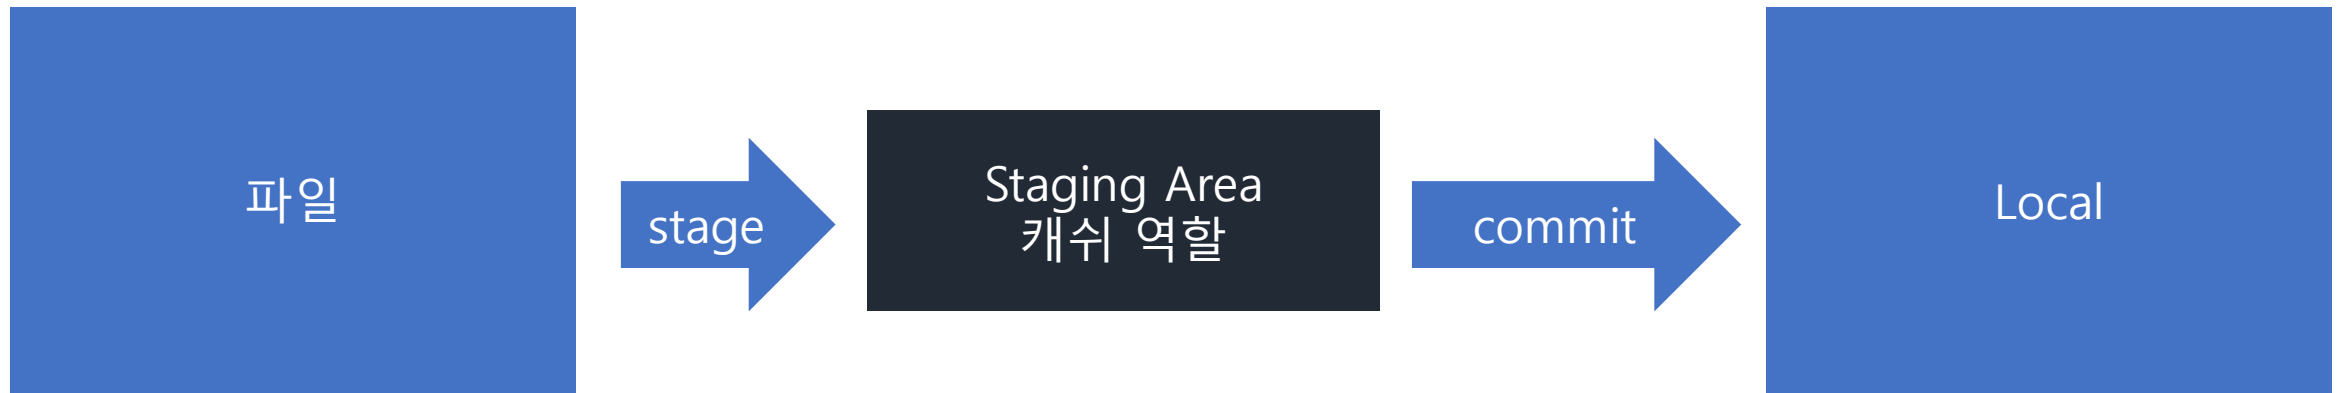 파일
stage
Staging Area
캐쉬 역할
commit
Local